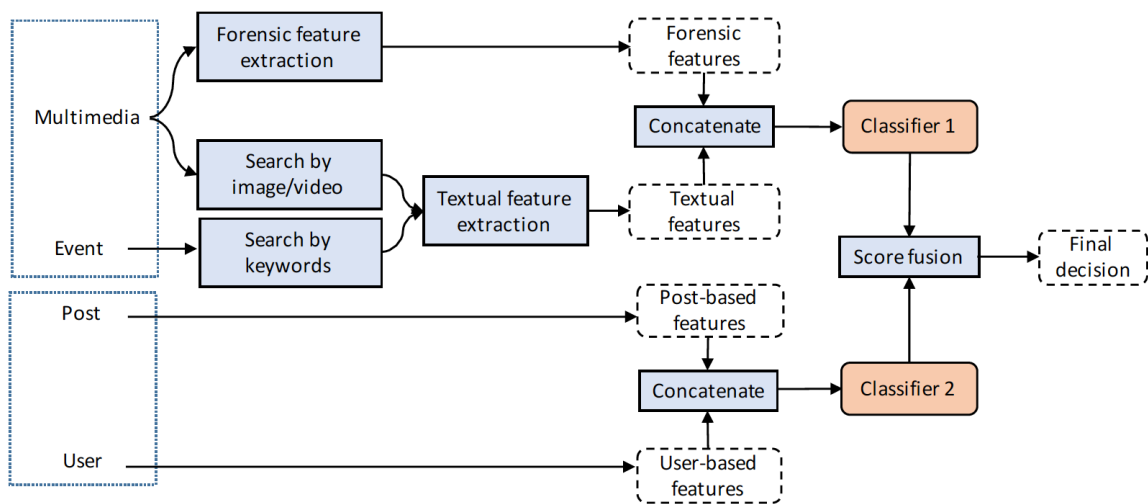 Forensic feature
extraction
Forensic
features
Multimedia
Concatenate
Classifier 1
Search by
image/video
Textual feature
extraction
Textual
features
Event
Search by
keywords
Score fusion
Final
decision
Post
Post-based
features
Concatenate
Classifier 2
User
User-based
features